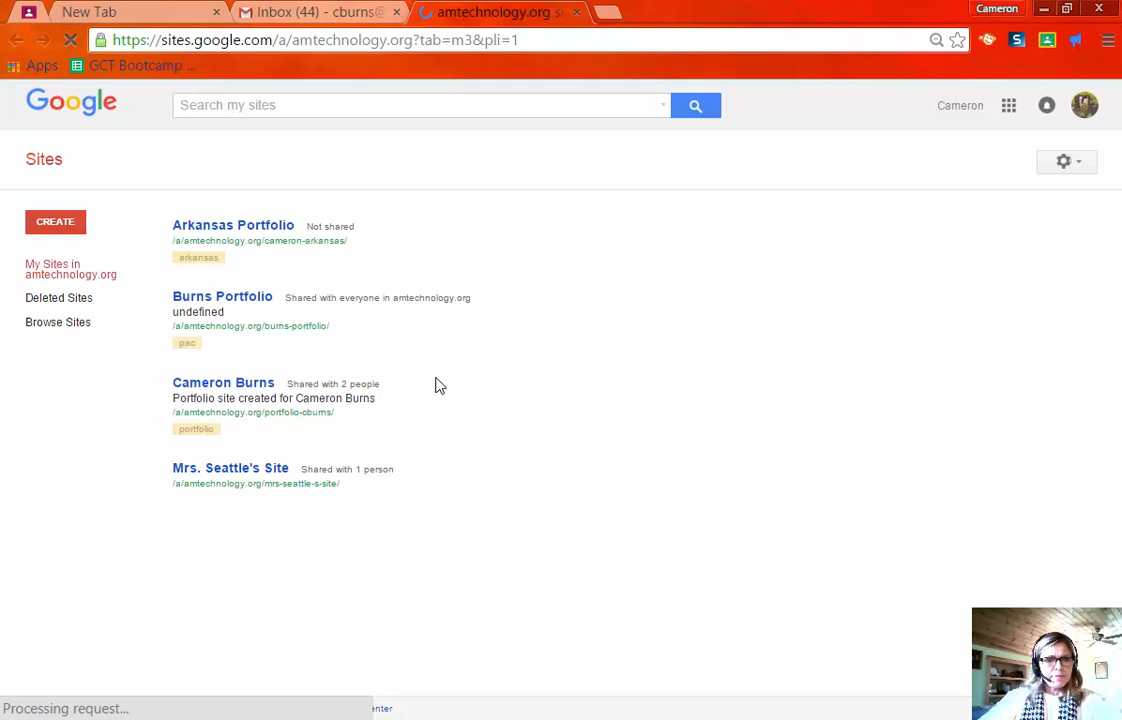 New Tab
Inbox (44) - cburns@
amtechnology.org s
Cameron
https://sites.google.com/a/amtechnology.org?tab=m3&pli=1
Apps
GCT Bootcamp ...
Google
Search my sites
Cameron
Sites
CREATE
My Sites in
amtechnology.org
Deleted Sites
Browse Sites
Arkansas Portfolio Not shared
/a/amtechnology.org/cameron-arkansas/
arkansas
Burns Portfolio Shared with everyone in amtechnology.org
undefined
/a/amtechnology.org/burns-portfolio/
pac
Cameron Burns Shared with 2 people
Portfolio site created for Cameron Burns
/a/amtechnology.org/portfolio-cburns/
portfolio
Mrs. Seattle's Site Shared with 1 person
/a/amtechnology.org/mrs-seattle-s-site/
Processing request...
enter